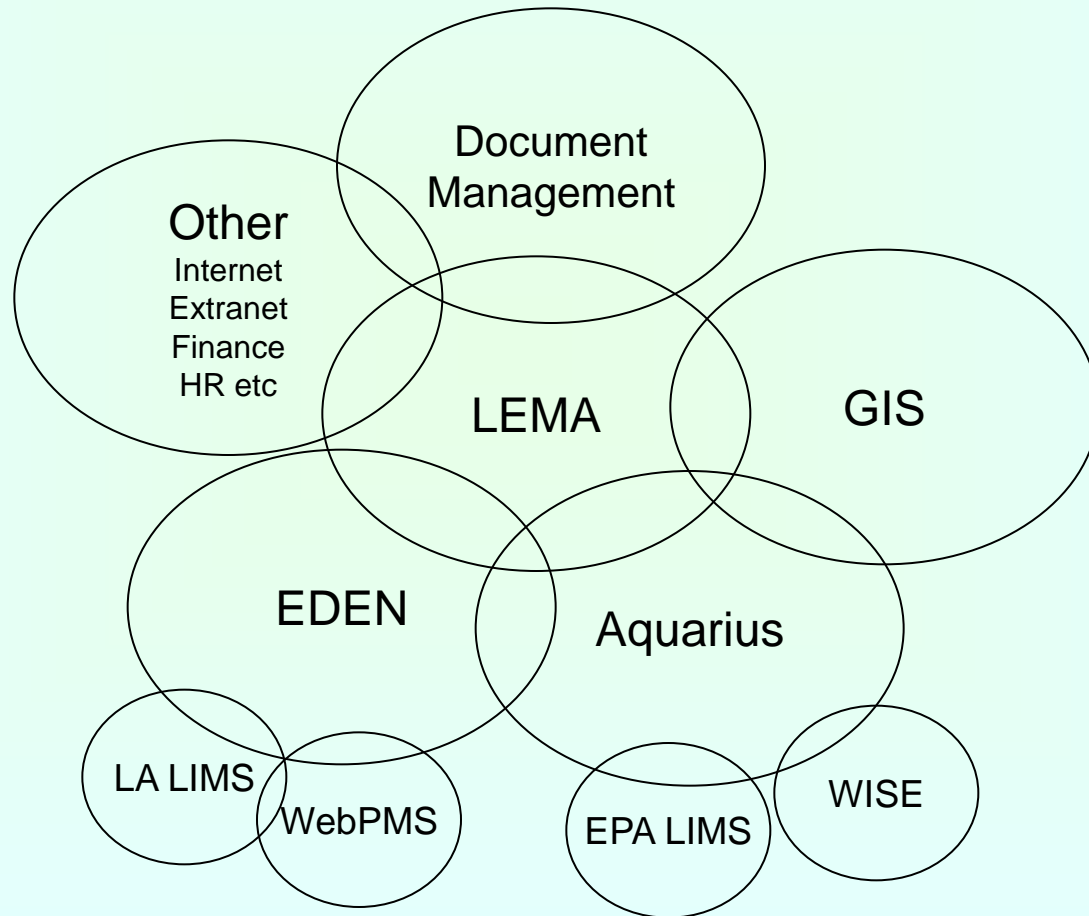 Document
Management
Other
Internet
Extranet
Finance
HR etc
LEMA
GIS
EDEN
Aquarius
LA LIMS
WebPMS
EPA LIMS
WISE